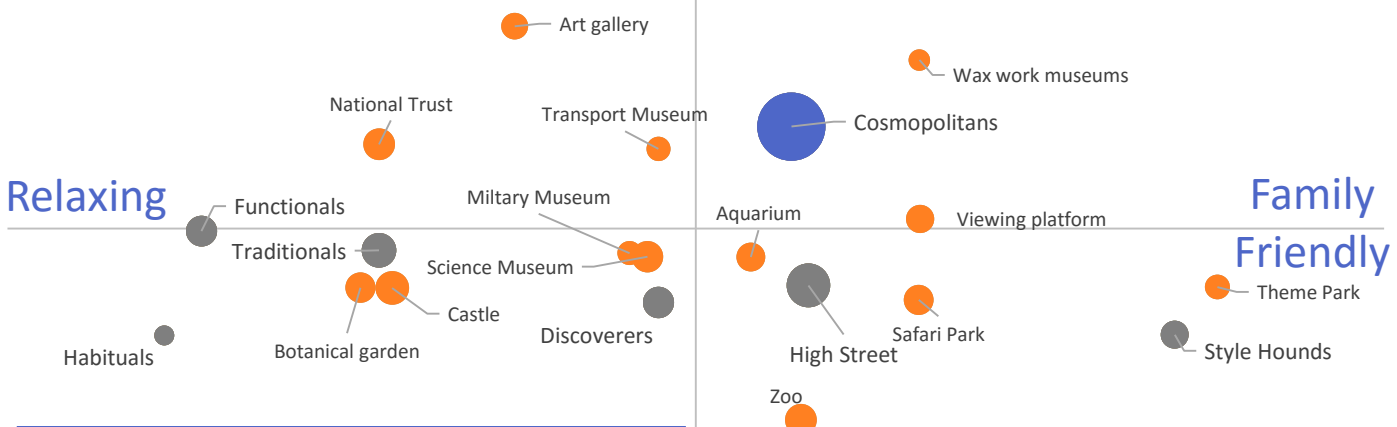 Art gallery
Wax work museums
National Trust
Transport Museum
Cosmopolitans
Relaxing
Family
Functionals
Miltary Museum
Aquarium
Viewing platform
Traditionals
Science Museum
Friendly
Castle
Theme Park
Discoverers
Safari Park
Habituals
Botanical garden
High Street
Style Hounds
Zoo